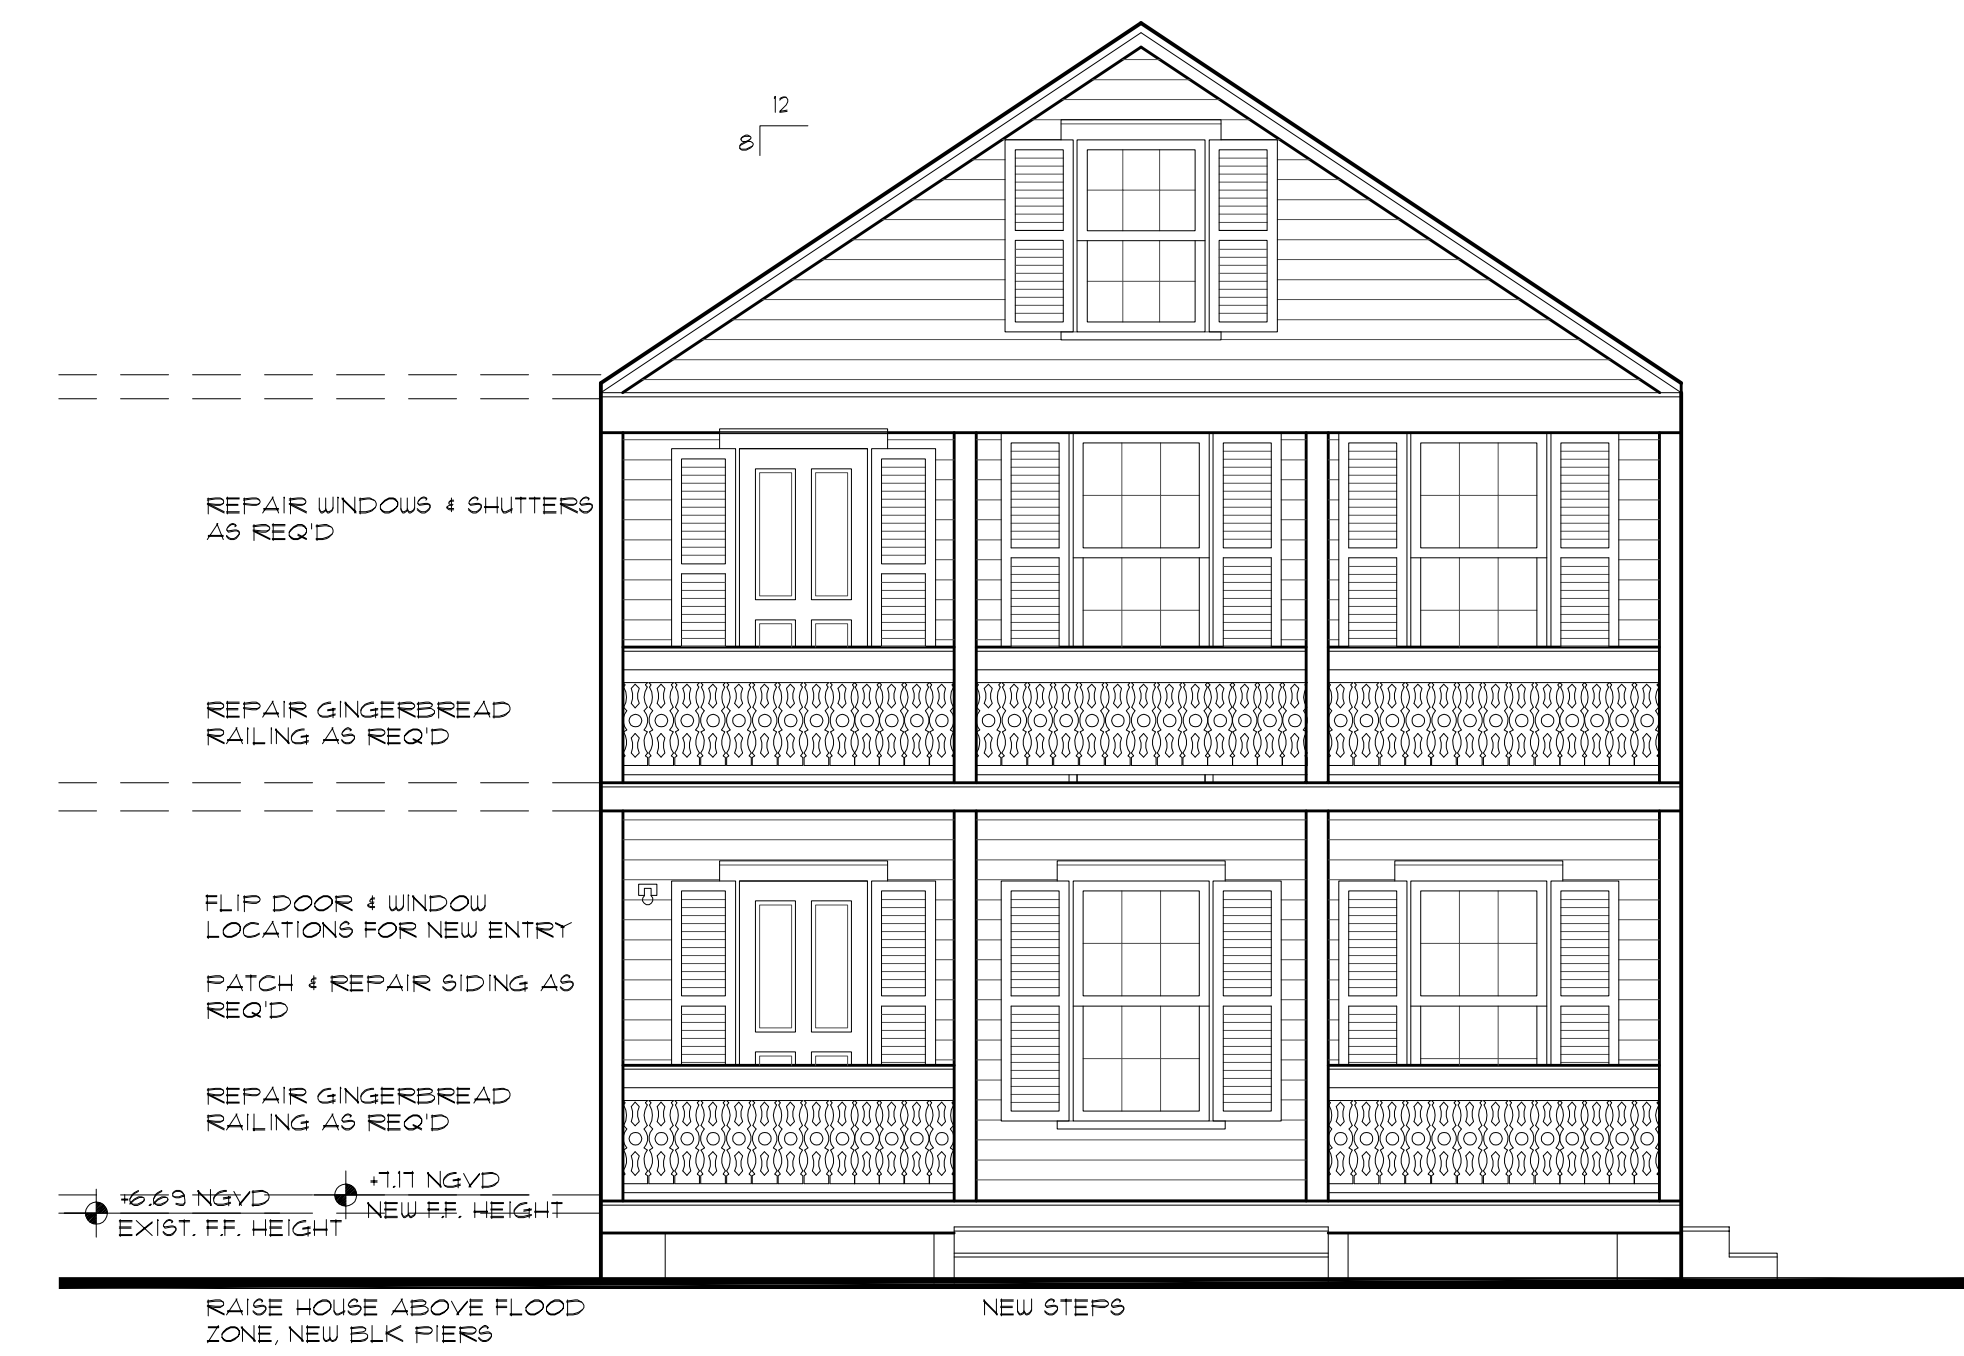 12
8
REPAIR WINDOWS & SHUTTERS
AS REQ'D
REPAIR GINGERBREAD
RAILING AS REQ'D
FLIP DOOR & WINDOW
LOCATIONS FOR NEW ENTRY
PATCH & REPAIR SIDING AS
REQ'D
REPAIR GINGERBREAD
RAILING AS REQ'D
+7.17 NGVD
NEW F.F. HEIGHT
+6.69 NGVD
EXIST. F.F. HEIGHT
RAISE HOUSE ABOVE FLOOD
ZONE, NEW BLK PIERS
NEW STEPS